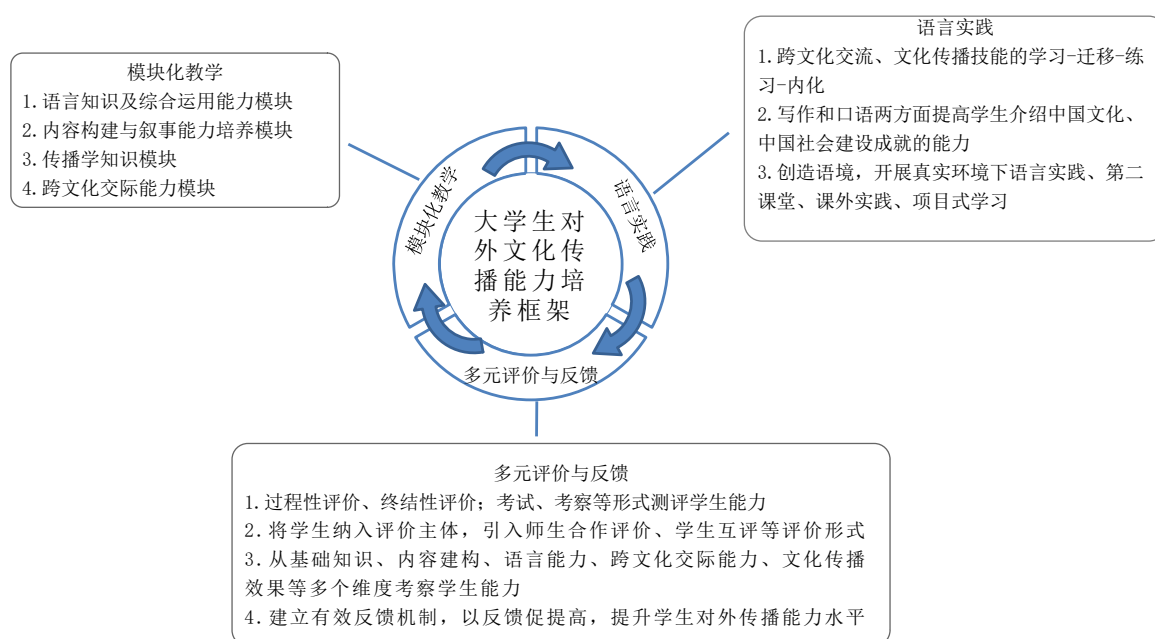 模块化教学
1.语言知识及综合运用能力模块
2.内容构建与叙事能力培养模块
3.传播学知识模块
4.跨文化交际能力模块
语言实践
1.跨文化交流、文化传播技能的学习-迁移-练
习-内化
2.写作和口语两方面提高学生介绍中国文化、
中国社会建设成就的能力
3.创造语境，开展真实环境下语言实践、第二
课堂、课外实践、项目式学习
模块化教学
语言实践
大学生对
外文化传
播能力培
养框架
多元评价与反馈
多元评价与反馈
1.过程性评价、终结性评价；考试、考察等形式测评学生能力
2.将学生纳入评价主体，引入师生合作评价、学生互评等评价形式
3.从基础知识、内容建构、语言能力、跨文化交际能力、文化传播
效果等多个维度考察学生能力
4.建立有效反馈机制，以反馈促提高，提升学生对外传播能力水平